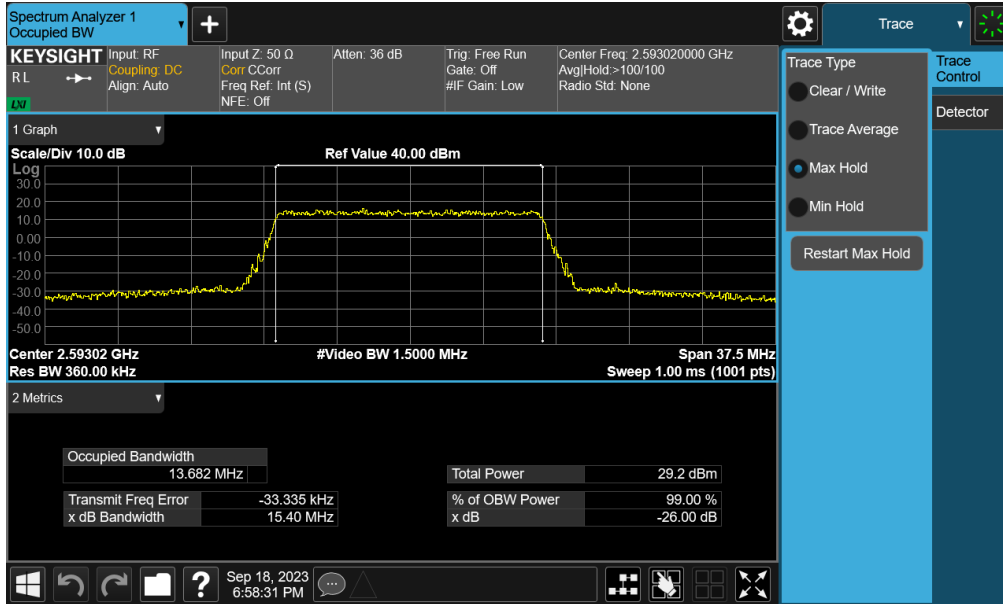 Spectrum Analyzer 1
Occupied BW
+
Trace
KEYSIGHT
RL
LXI
Input: RF
Coupling: DC
Align: Auto
Input Z: 50 Ω
Corr CCorr
Freq Ref: Int (S)
NFE: Off
Atten: 36 dB
Trig: Free Run
Gate: Off
#IF Gain: Low
Center Freq: 2.593020000 GHz
Avg|Hold:>100/100
Radio Std: None
Trace Type
Clear / Write
Trace Average
Max Hold
Min Hold
Restart Max Hold
Trace
Control
Detector
1 Graph
Scale/Div 10.0 dB
Ref Value 40.00 dBm
Log
30.0
20.0
10.0
0.00
-10.0
-20.0
-30.0
-40.0
-50.0
Center 2.59302 GHz
#Video BW 1.5000 MHz
Span 37.5 MHz
Res BW 360.00 kHz
Sweep 1.00 ms (1001 pts)
2 Metrics
Occupied Bandwidth
13.682 MHz
Total Power 29.2 dBm
Transmit Freq Error -33.335 kHz
% of OBW Power 99.00 %
x dB Bandwidth 15.40 MHz
x dB -26.00 dB
?
Sep 18, 2023
6:58:31 PM